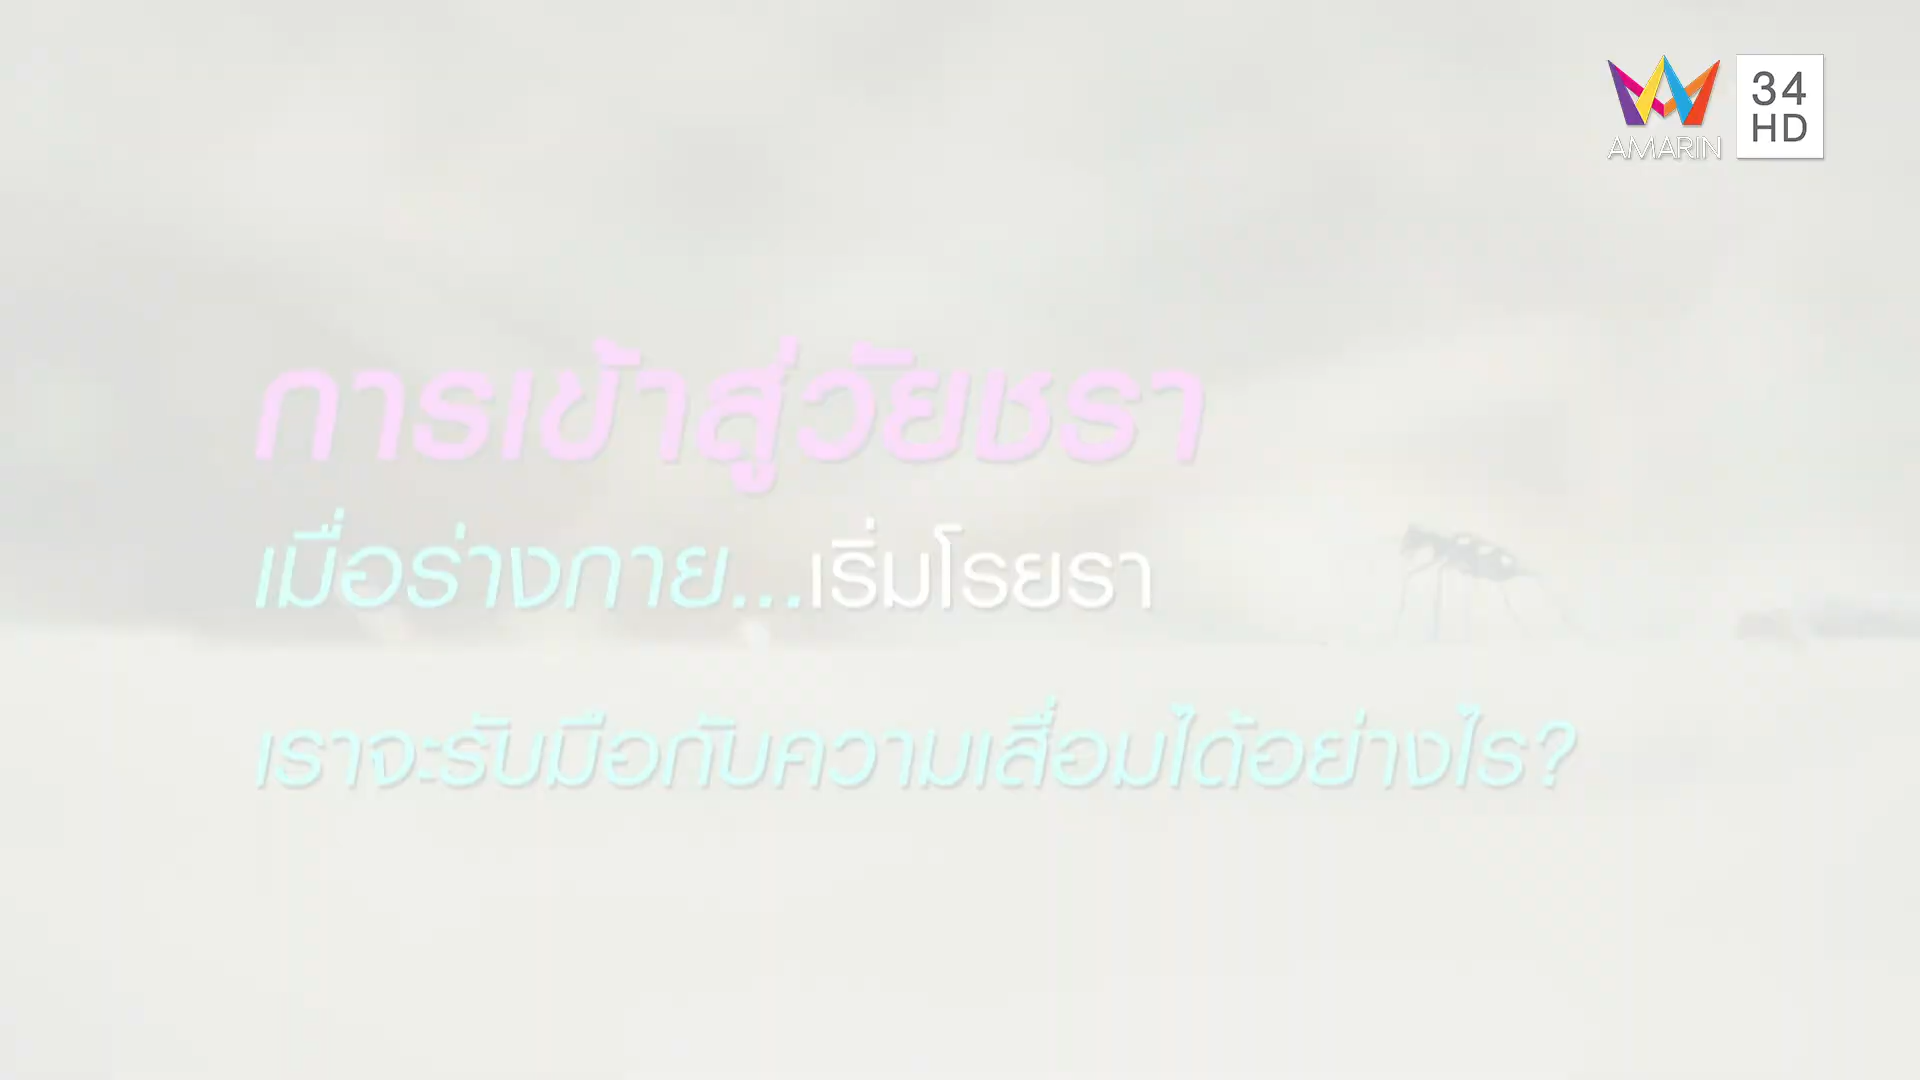 AMARIN
34
HD
การเข้าสู่วัยชรา
เมื่อร่างกาย...เริ่มโรยรา
เราจะรับมือกับความเสื่อมได้อย่างไร?